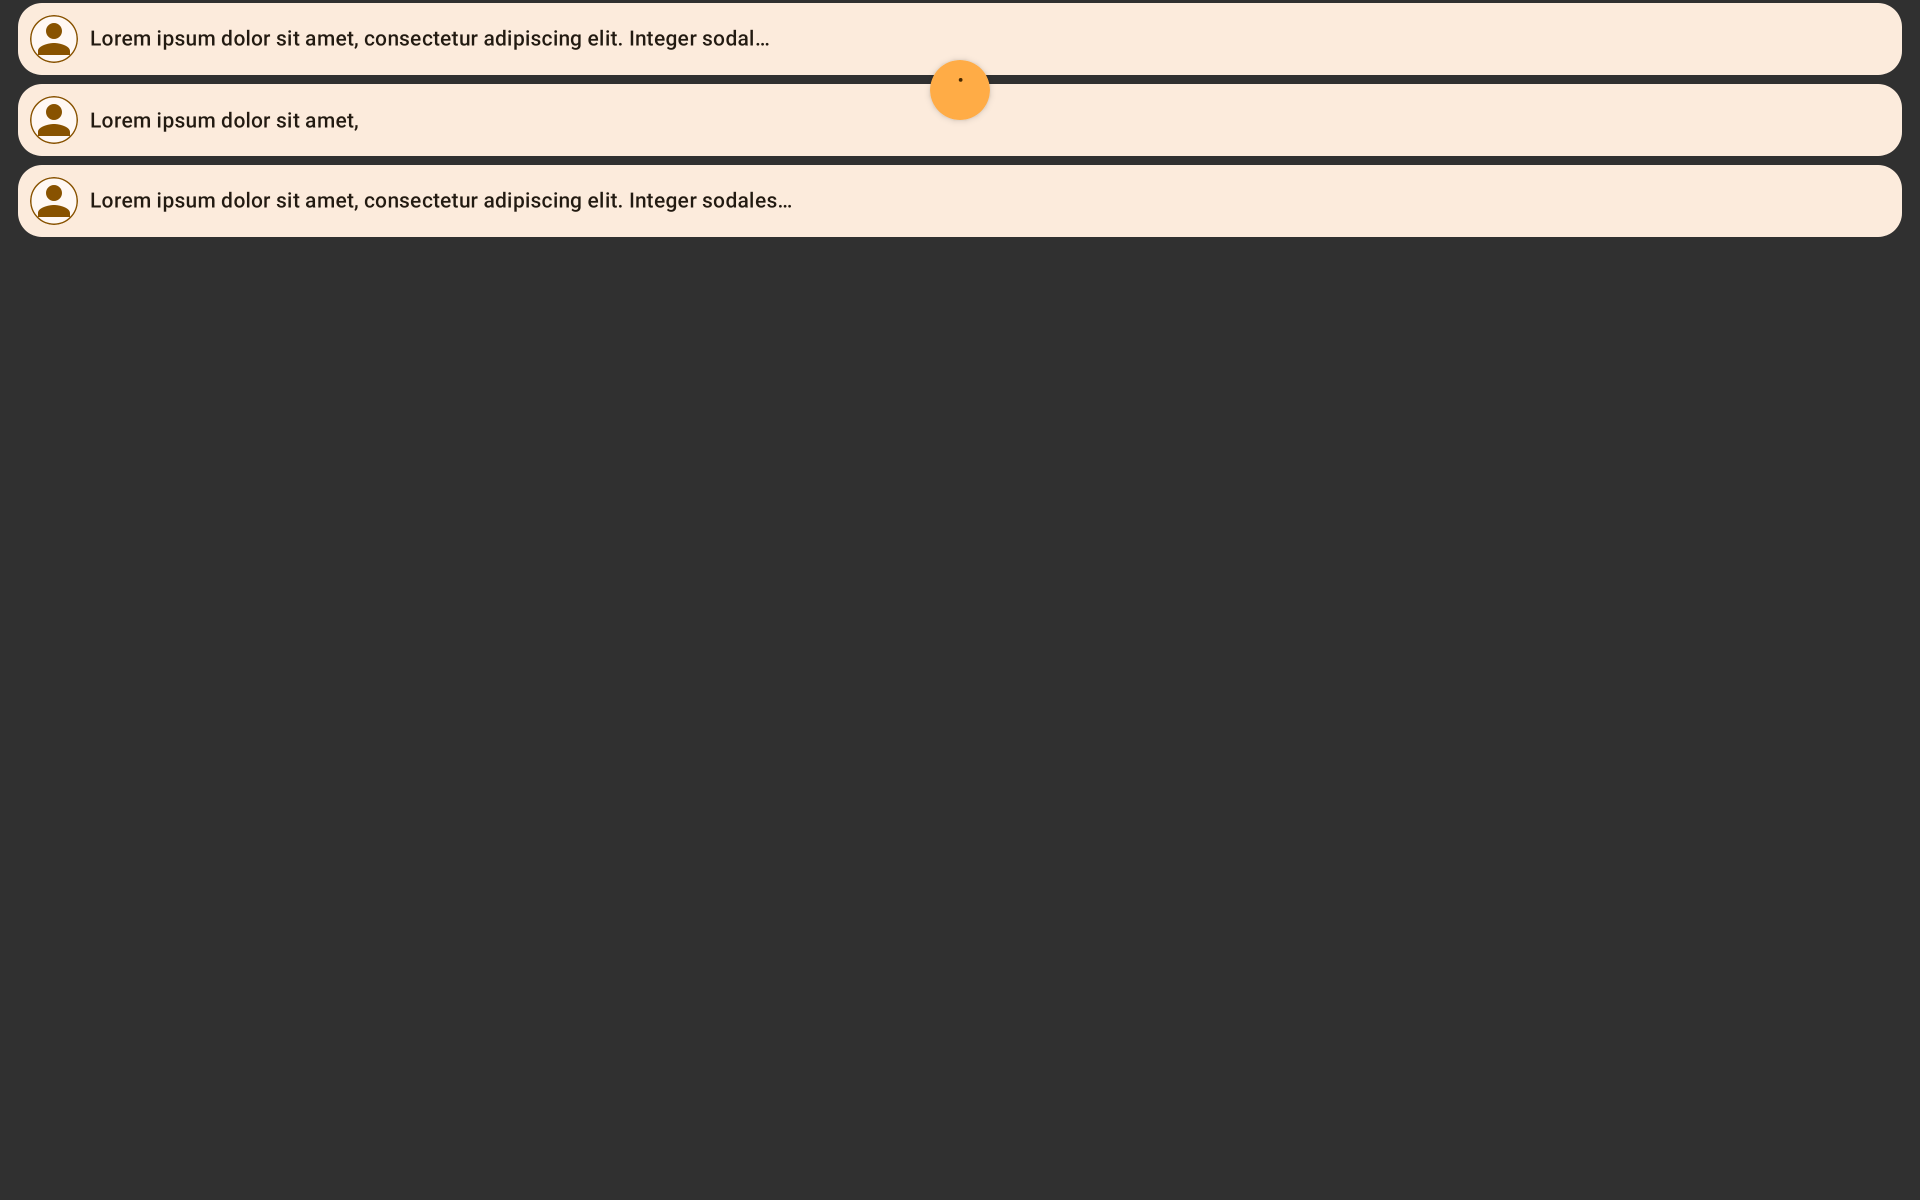 Lorem ipsum dolor sit amet, consectetur adipiscing elit. Integer sodal…
Lorem ipsum dolor sit amet,
Lorem ipsum dolor sit amet, consectetur adipiscing elit. Integer sodales…